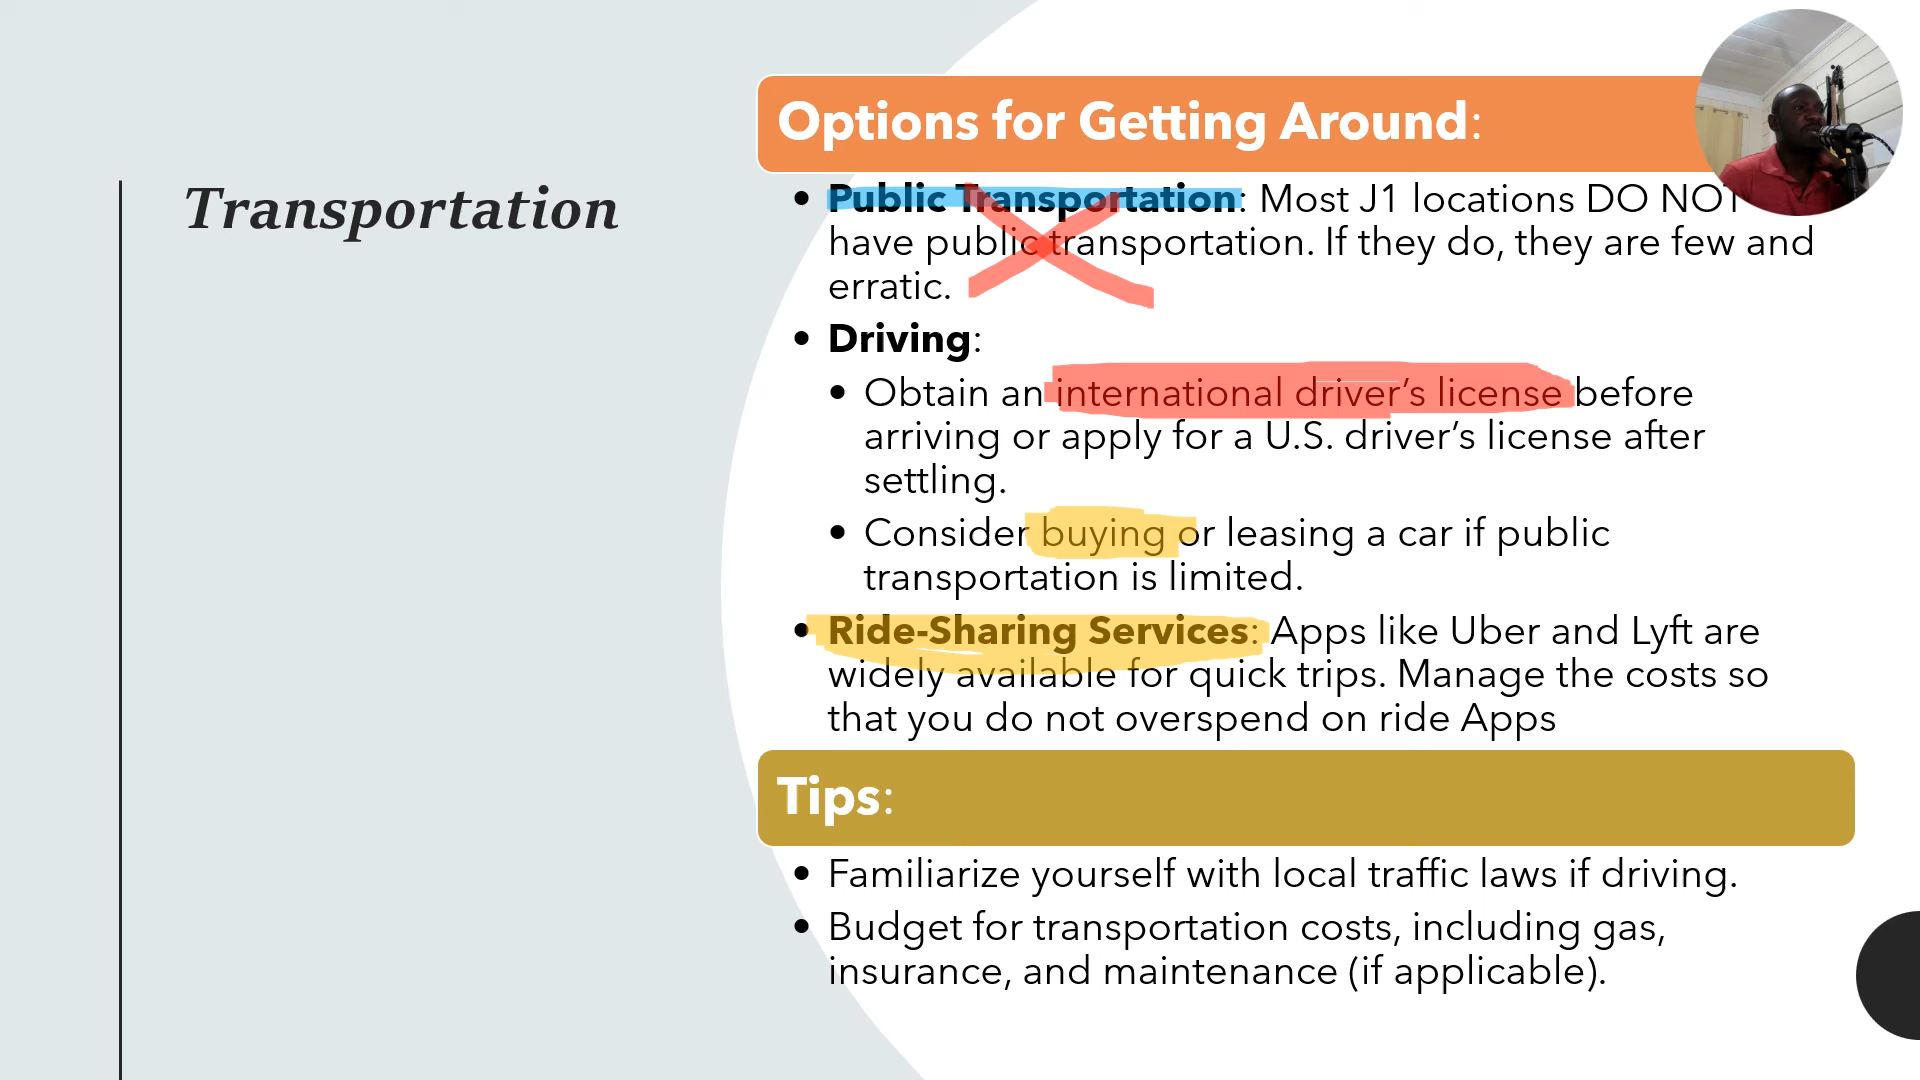 Transportation
Options for Getting Around:
• Public Transportation: Most J1 locations DO NOT
have public transportation. If they do, they are few and
erratic.
• Driving:
• Obtain an international driver’s license before
arriving or apply for a U.S. driver’s license after
settling.
• Consider buying or leasing a car if public
transportation is limited.
• Ride-Sharing Services: Apps like Uber and Lyft are
widely available for quick trips. Manage the costs so
that you do not overspend on ride Apps
Tips:
• Familiarize yourself with local traffic laws if driving.
• Budget for transportation costs, including gas,
insurance, and maintenance (if applicable).